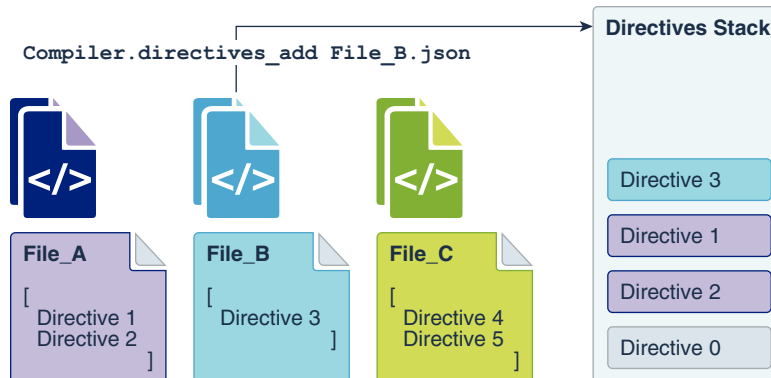 Compiler.directives_add File_B.json
Directives Stack
</>
</>
</>
File_A
[
Directive 1
Directive 2
]
File_B
[
Directive 3
]
File_C
[
Directive 4
Directive 5
]
Directive 3
Directive 1
Directive 2
Directive 0